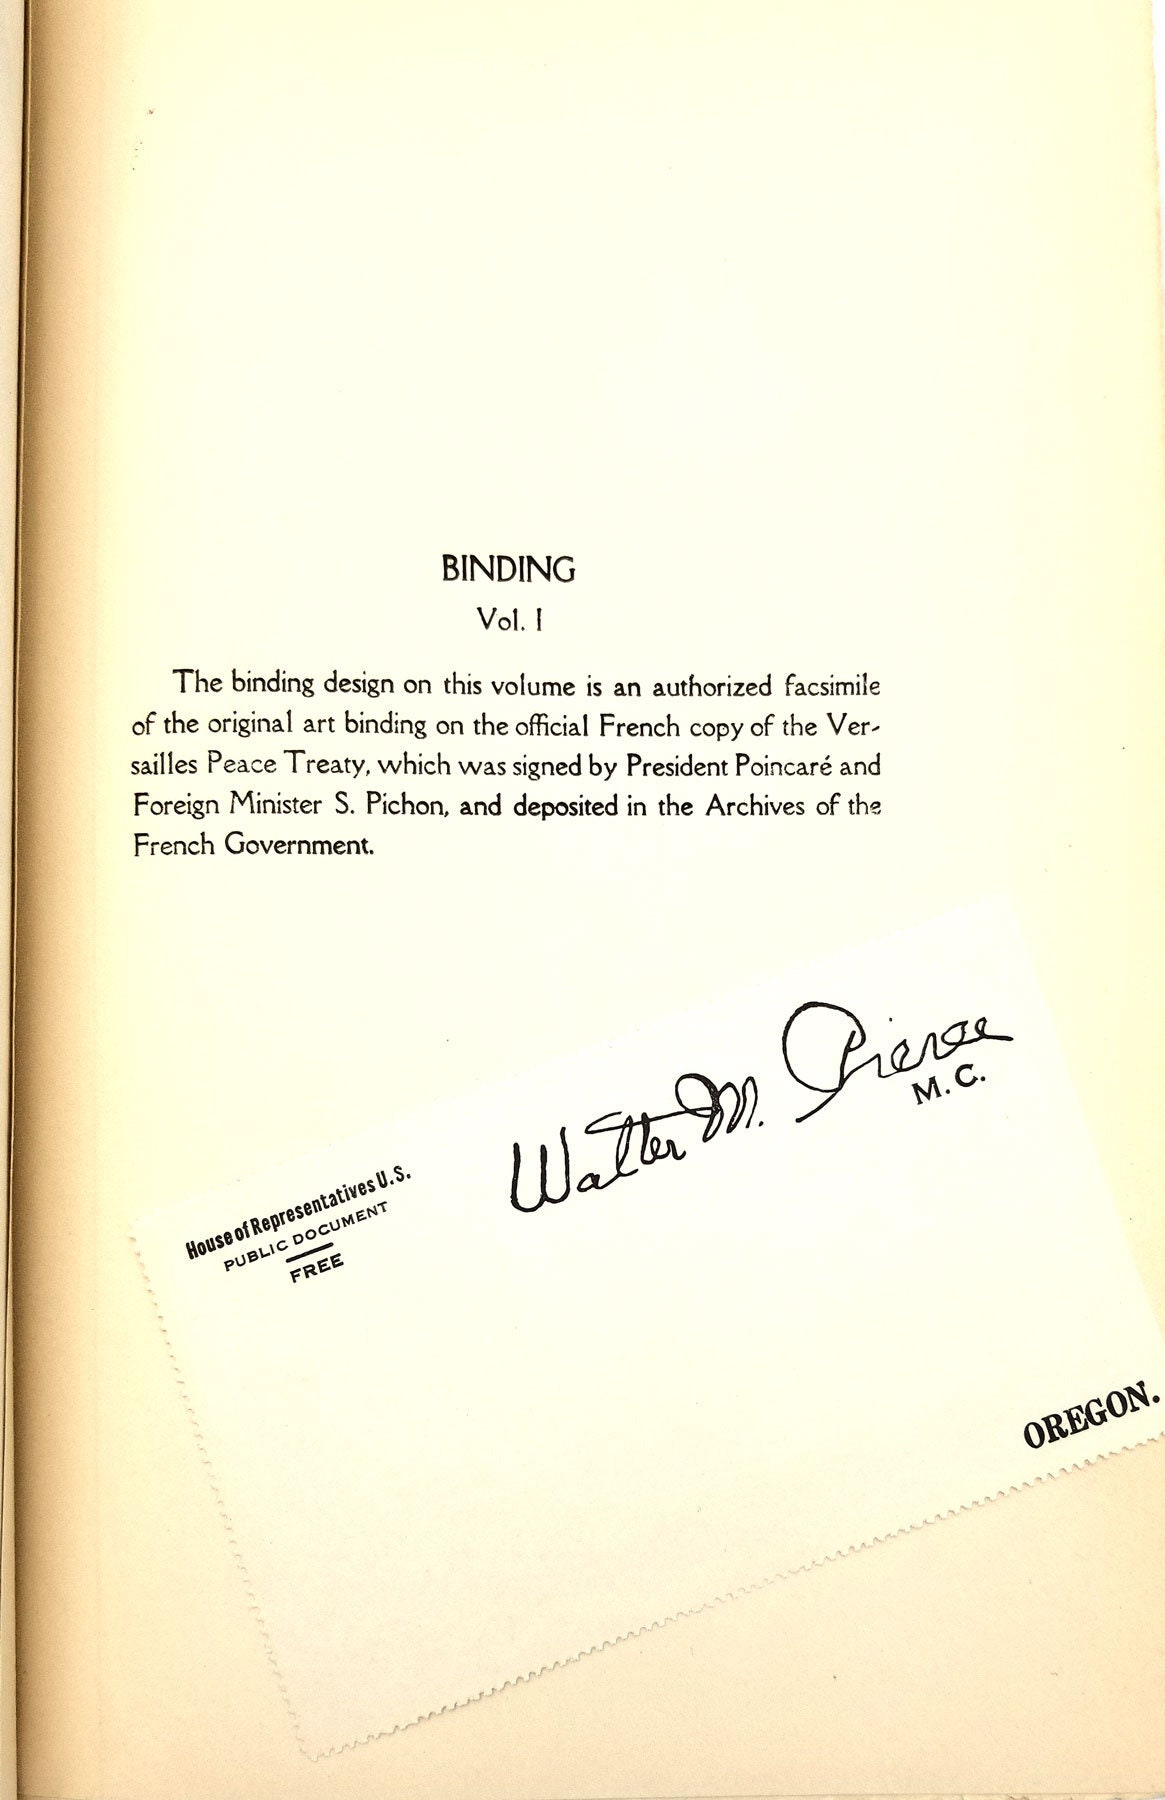 BINDING
Vol. I
The binding design on this volume is an authorized facsimile
of the original art binding on the official French copy of the Ver-
sailles Peace Treaty, which was signed by President Poincaré and
Foreign Minister S. Pichon, and deposited in the Archives of the
French Government.
Walter M. Pierce
M. C.
House of Representatives U.S.
PUBLIC DOCUMENT
FREE
OREGON.